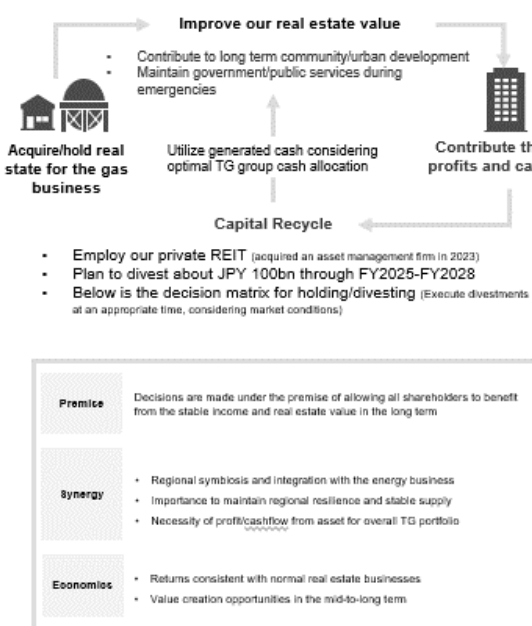 Improve our real estate value
- Contribute to long term community/urban development
- Maintain government/public services during
emergencies
Acquire/hold real
state for the gas
business
Utilize generated cash considering
optimal TG group cash allocation
Contribute th
profits and ca
Capital Recycle
- Employ our private REIT (acquired an asset management firm in 2023)
- Plan to divest about JPY 100bn through FY2025-FY2028
- Below is the decision matrix for holding/divesting (Execute divestments
at an appropriate time, considering market conditions)
Premise
Decisions are made under the premise of allowing all shareholders to benefit
from the stable income and real estate value in the long term
Synergy
• Regional symbiosis and integration with the energy business
• Importance to maintain regional resilience and stable supply
• Necessity of profit/cashflow from asset for overall TG portfolio
Economics
• Returns consistent with normal real estate businesses
• Value creation opportunities in the mid-to-long term